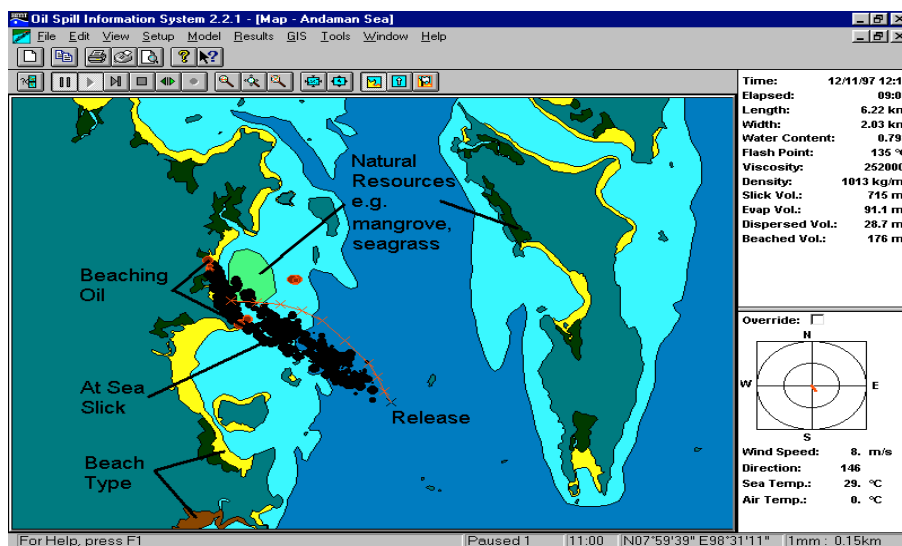 Oil Spill Information System 2.2.1 - [Map - Andaman Sea]
File Edit View Setup Model Results GIS Tools Window Help
Natural
Resources
e.g.
mangrove,
seagrass
Beaching
Oil
At Sea
Slick
Release
Beach
Type
Time: 12/11/97 12:1
Elapsed: 09:0
Length: 6.22 km
Width: 2.03 km
Water Content: 0.79
Flash Point: 135 °
Viscosity: 252000
Density: 1013 kg/m
Slick Vol.: 715 m
Evap Vol.: 91.1 m
Dispersed Vol.: 28.7 m
Beached Vol.: 176 m
Override:
N
W E
S
Wind Speed: 8. m/s
Direction: 146
Sea Temp.: 29. °C
Air Temp.: 0. °C
For Help, press F1 Paused 1 11:00 N07°59'39" E98°31'11" 1mm : 0.15km